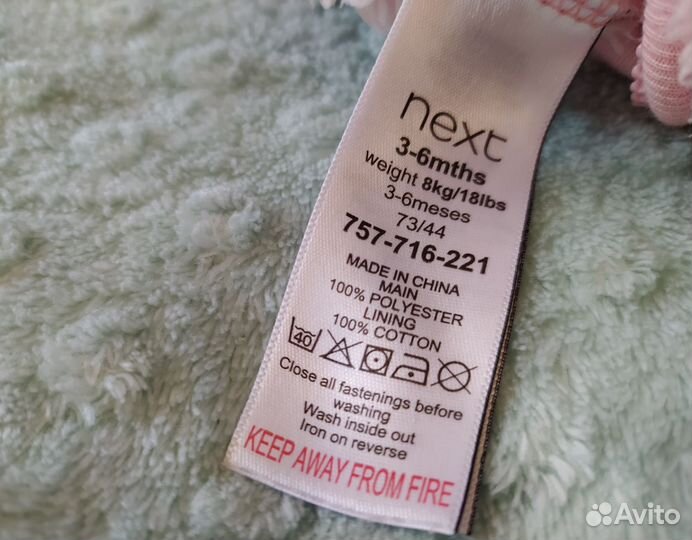 next
3-6mths
weight 8kg/18lbs
3-6meses
73/44
757-716-221
MADE IN CHINA
MAIN
100% POLYESTER
LINING
100% COTTON
40
Close all fastenings before
washing
Wash inside out
Iron on reverse
KEEP AWAY FROM FIRE
Avito